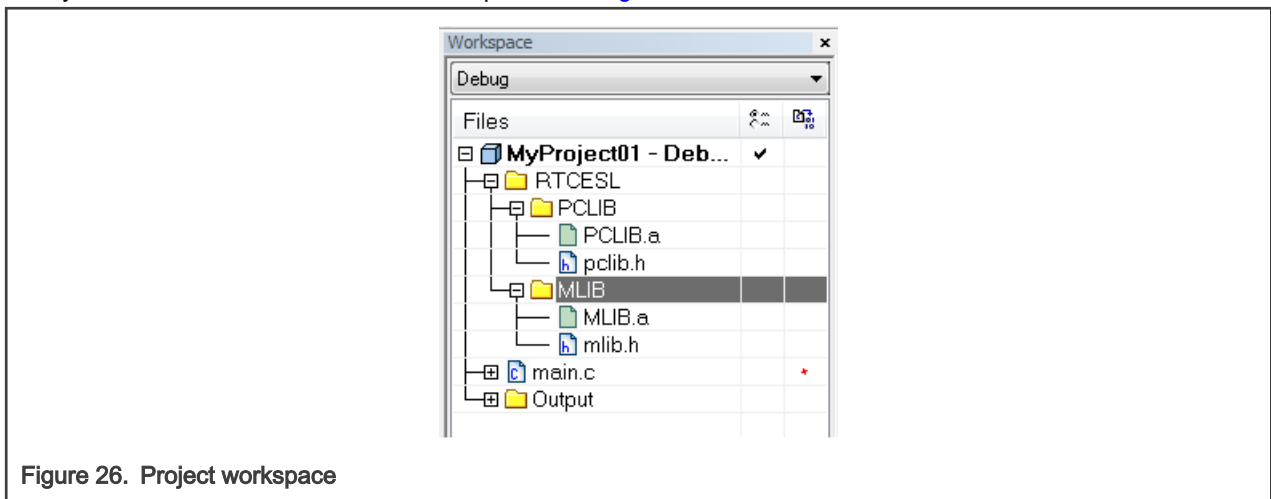 Workspace x
Debug
Files
MyProject01 - Deb...
RTCESL
PCLIB
PCLIB.a
pclib.h
MLIB
MLIB.a
mlib.h
main.c
Output
Figure 26. Project workspace